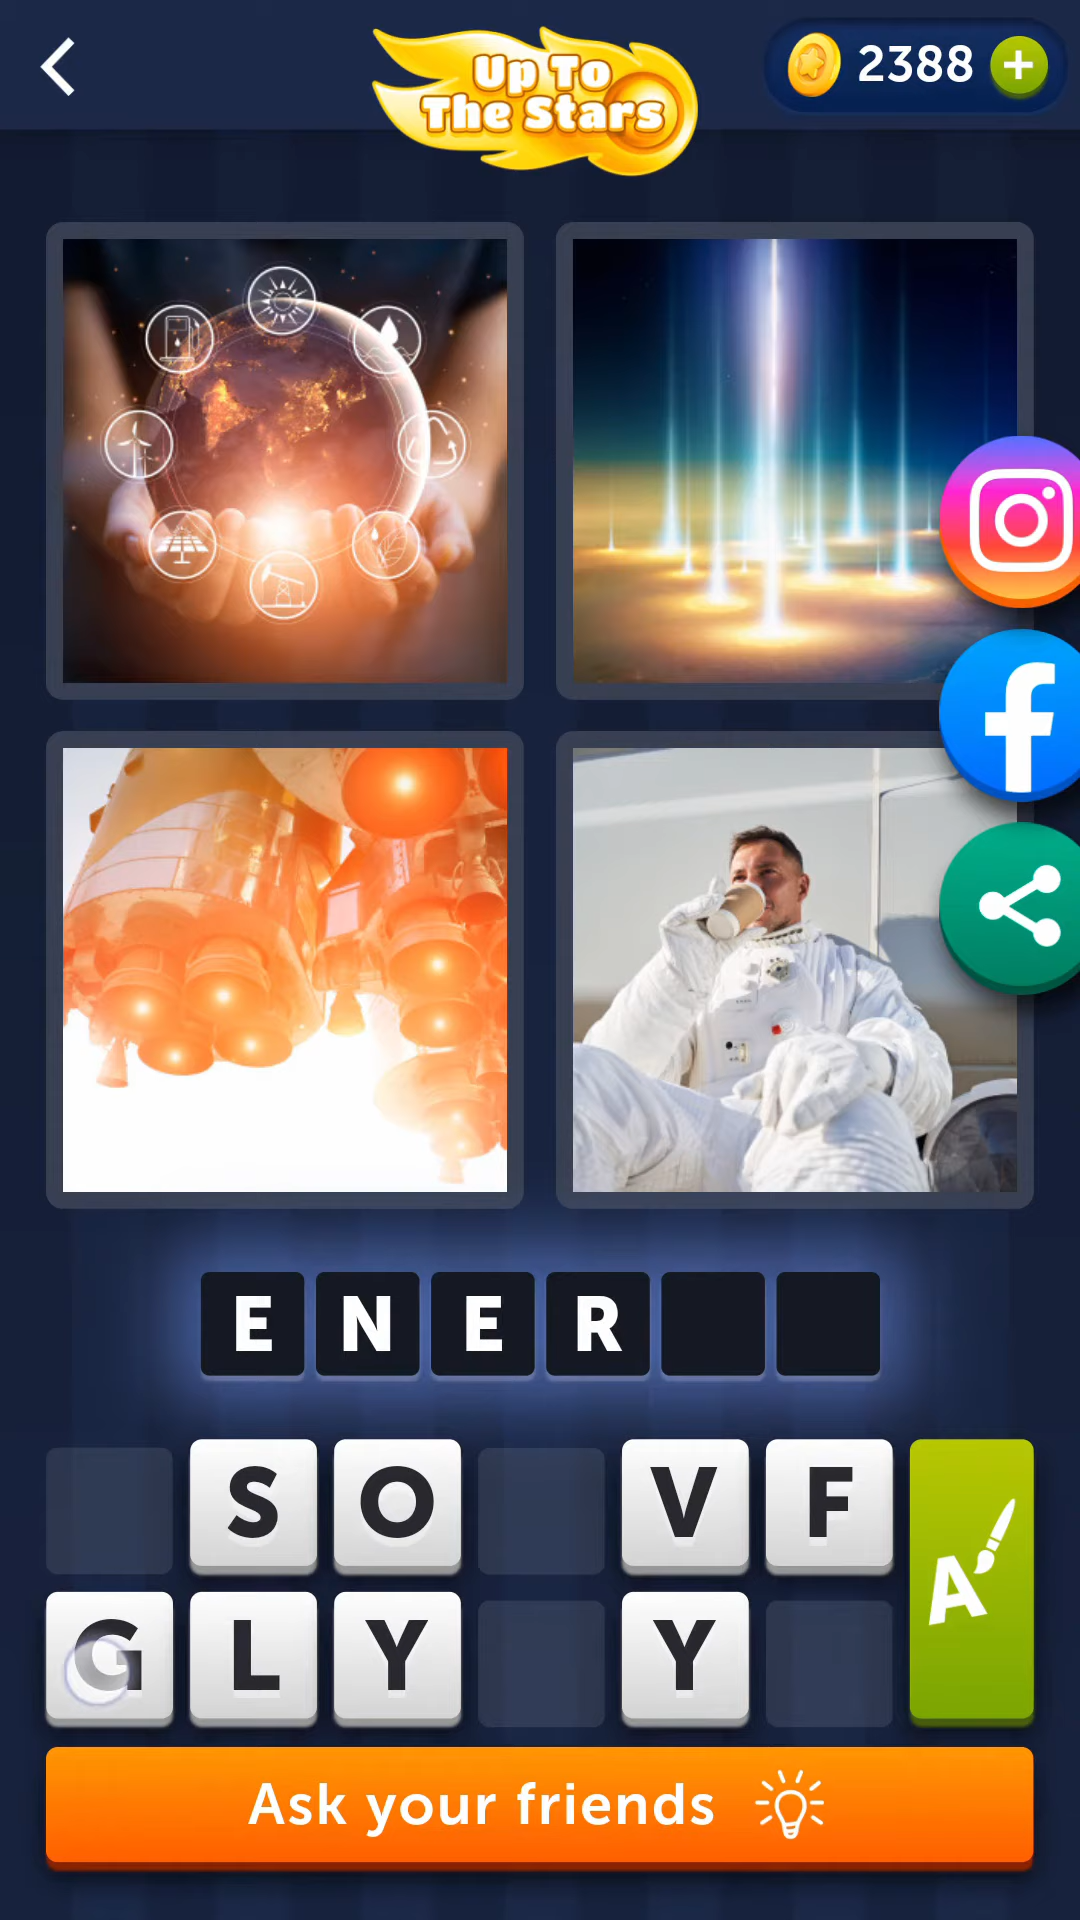 Up To
The Stars
2388
E N E R
S O V F
G L Y Y
A
Ask your friends